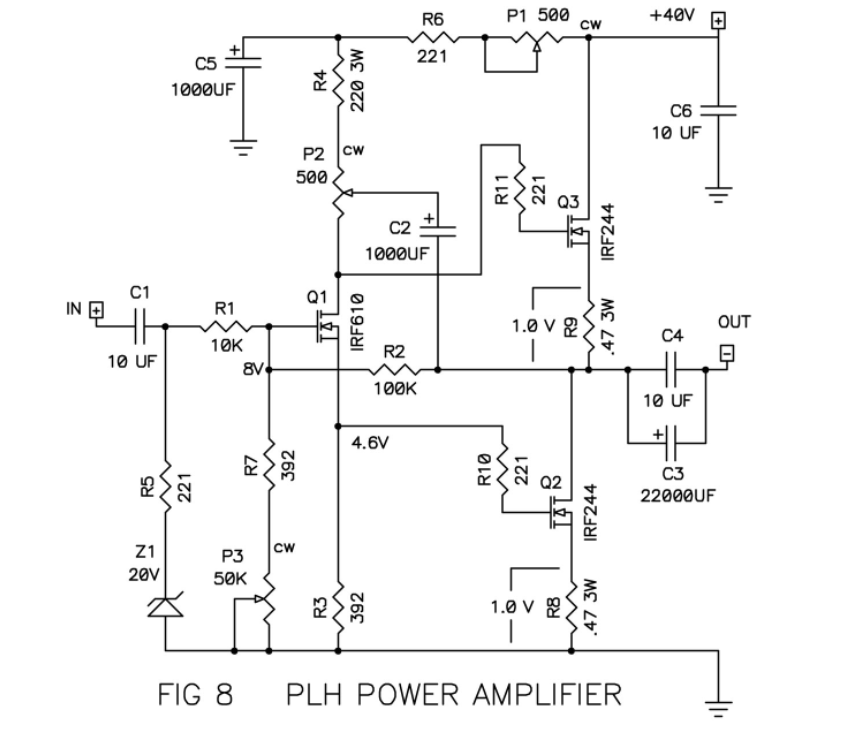 R6
221
P1 500
CW
+40V
+
C5
+
1000UF
R4
220 3W
C6
10 UF
P2
500
CW
R11
221
Q3
IRF244
C2
+
1000UF
IN
+
C1
10 UF
R1
10K
Q1
IRF610
1.0 V
R9
.47 3W
C4
10 UF
OUT
-
8V
R2
100K
4.6V
+
C3
22000UF
R5
221
R7
392
R10
221
Q2
IRF244
Z1
20V
P3
50K
CW
R3
392
1.0 V
R8
.47 3W
FIG 8 PLH POWER AMPLIFIER